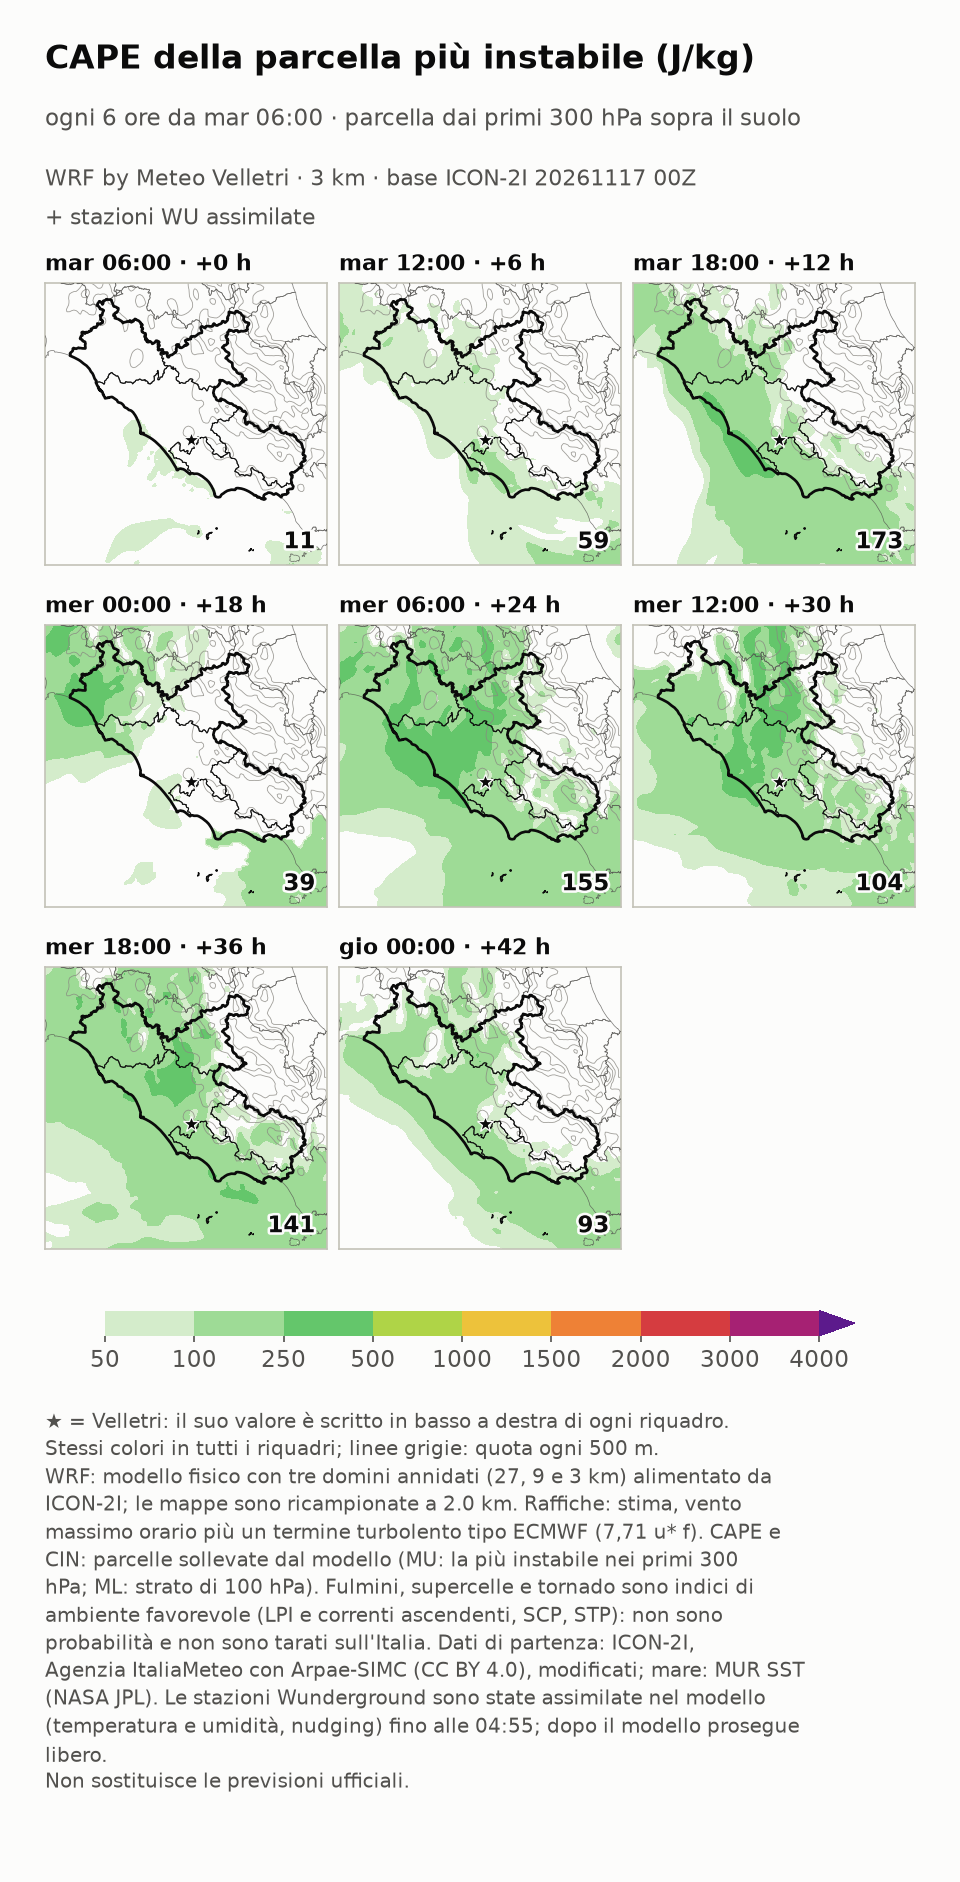 CAPE della parcella più instabile (J/kg)
ogni 6 ore da mar 06:00 · parcella dai primi 300 hPa sopra il suolo
WRF by Meteo Velletri · 3 km · base ICON-2I 20261117 00Z
+ stazioni WU assimilate
mar 06:00 · +0 h
mar 12:00 · +6 h
mar 18:00 · +12 h
11
59
173
mer 00:00 · +18 h
mer 06:00 · +24 h
mer 12:00 · +30 h
39
155
104
mer 18:00 · +36 h
gio 00:00 · +42 h
141
93
50 100 250 500 1000 1500 2000 3000 4000
★ = Velletri: il suo valore è scritto in basso a destra di ogni riquadro.
Stessi colori in tutti i riquadri; linee grigie: quota ogni 500 m.
WRF: modello fisico con tre domini annidati (27, 9 e 3 km) alimentato da
ICON-2I; le mappe sono ricampionate a 2.0 km. Raffiche: stima, vento
massimo orario più un termine turbolento tipo ECMWF (7,71 u* f). CAPE e
CIN: parcelle sollevate dal modello (MU: la più instabile nei primi 300
hPa; ML: strato di 100 hPa). Fulmini, supercelle e tornado sono indici di
ambiente favorevole (LPI e correnti ascendenti, SCP, STP): non sono
probabilità e non sono tarati sull'Italia. Dati di partenza: ICON-2I,
Agenzia ItaliaMeteo con Arpae-SIMC (CC BY 4.0), modificati; mare: MUR SST
(NASA JPL). Le stazioni Wunderground sono state assimilate nel modello
(temperatura e umidità, nudging) fino alle 04:55; dopo il modello prosegue
libero.
Non sostituisce le previsioni ufficiali.